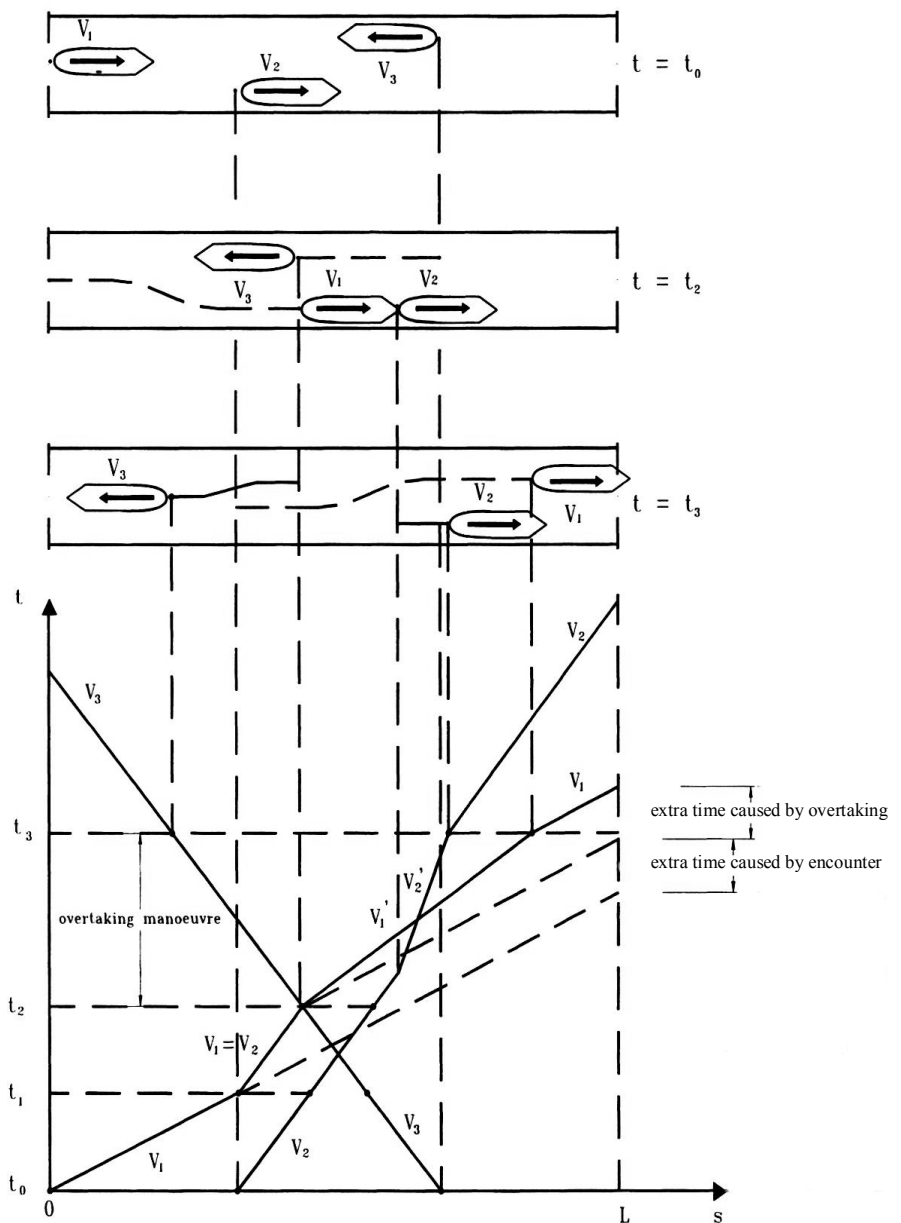 V₁
V₂
V₃
t = t₀
V₃
V₁
V₂
t = t₂
V₃
V₂
V₁
t = t₃
t
V₂
V₃
V₁
extra time caused by overtaking
t₃
extra time caused by encounter
V₂'
overtaking manoeuvre
V₁'
t₂
V₁=V₂
t₁
V₁
V₂
V₃
t₀
0
L
s